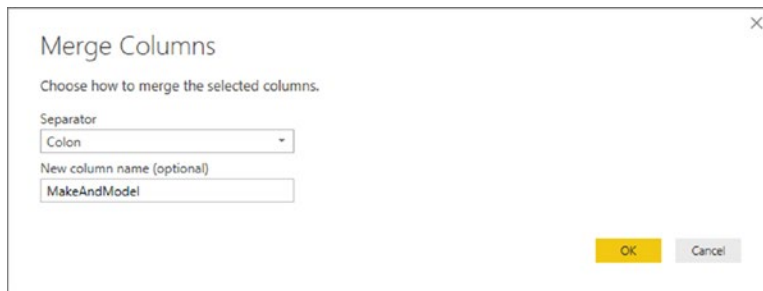 Merge Columns
Choose how to merge the selected columns.
Separator
Colon
New column name (optional)
MakeAndModel
OK Cancel